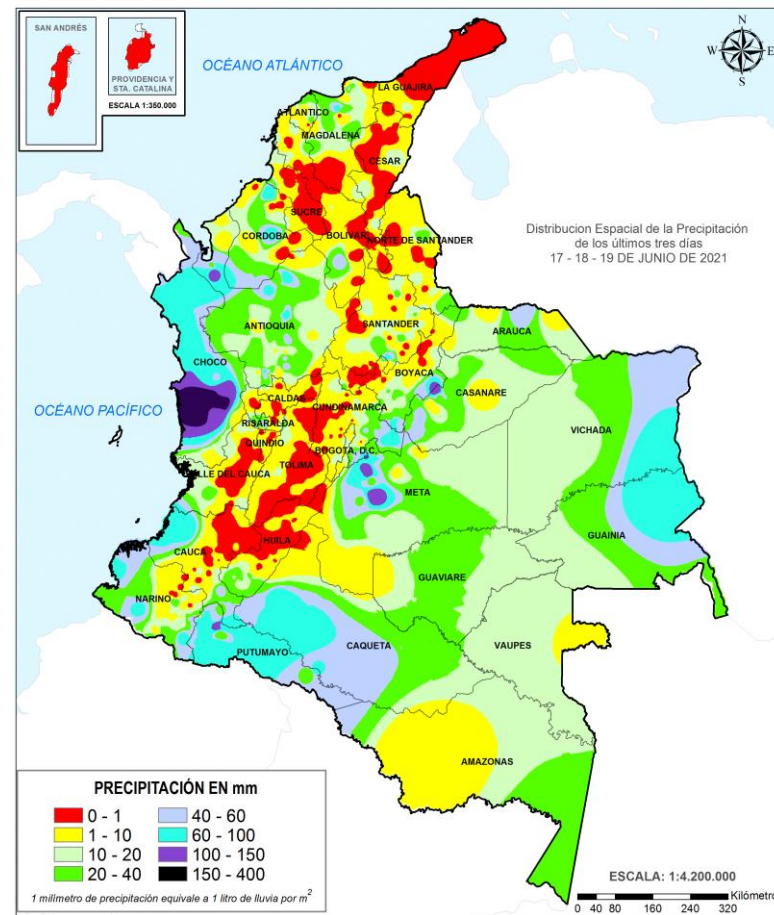 SAN ANDRÉS
PROVIDENCIA Y
STA. CATALINA
ESCALA 1:350.000
OCÉANO ATLÁNTICO
N
W
E
S
LA GUAJIRA
ATLANTICO
MAGDALENA
CESAR
SUCRE
CORDOBA
BOLIVAR
NORTE DE SANTANDER
Distribucion Espacial de la Precipitación
de los últimos tres días
17 - 18 - 19 DE JUNIO DE 2021
ANTIOQUIA
SANTANDER
ARAUCA
CHOCO
BOYACA
CASANARE
OCÉANO PACÍFICO
CALDAS
CUNDINAMARCA
RISARALDA
VICHADA
QUINDIO
BOGOTA, D.C.
TOLIMA
VALLE DEL CAUCA
META
GUAINIA
CAUCA
HUILA
GUAVIARE
NARINO
CAQUETA
VAUPES
PUTUMAYO
AMAZONAS
PRECIPITACIÓN EN mm
0 - 1
40 - 60
1 - 10
60 - 100
10 - 20
100 - 150
20 - 40
150 - 400
1 milímetro de precipitación equivale a 1 litro de lluvia por m²
ESCALA: 1:4.200.000
Kilómetro
0 40 80 160 240 320